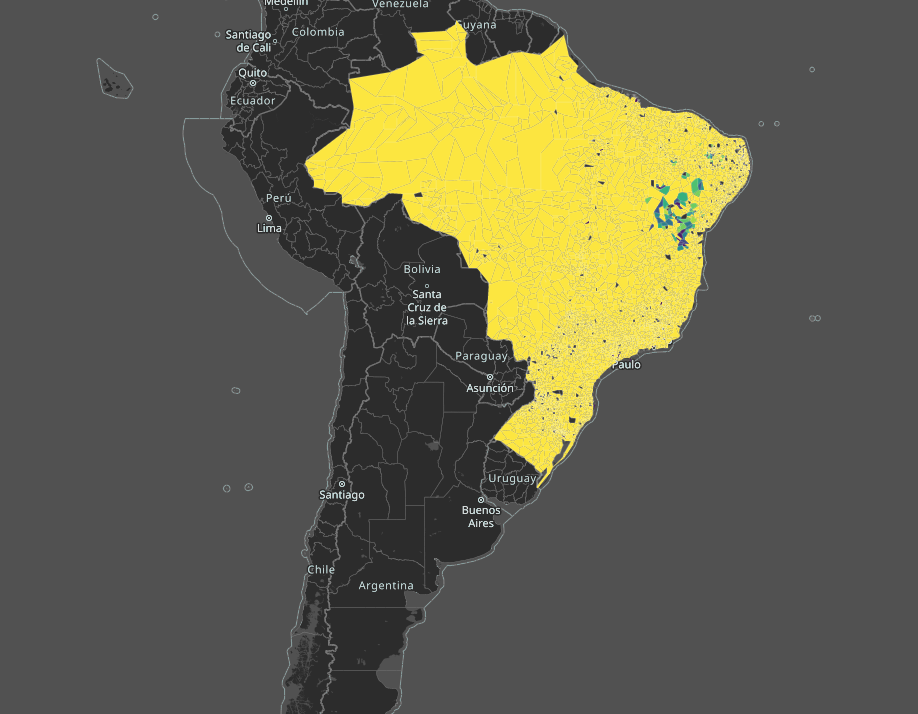 Medellín
Venezuela
Guyana
Colombia
Santiago
de Cali
Quito
Ecuador
Perú
Lima
Bolivia
Santa
Cruz de
la Sierra
Paraguay
Paulo
Asunción
Uruguay
Santiago
Buenos
Aires
Chile
Argentina